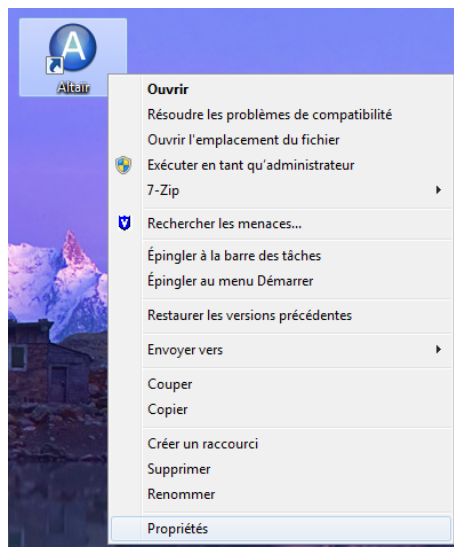 A
Altaïr
Ouvrir
Résoudre les problèmes de compatibilité
Ouvrir l'emplacement du fichier
Exécuter en tant qu'administrateur
7-Zip
Rechercher les menaces...
Épingler à la barre des tâches
Épingler au menu Démarrer
Restaurer les versions précédentes
Envoyer vers
Couper
Copier
Créer un raccourci
Supprimer
Renommer
Propriétés